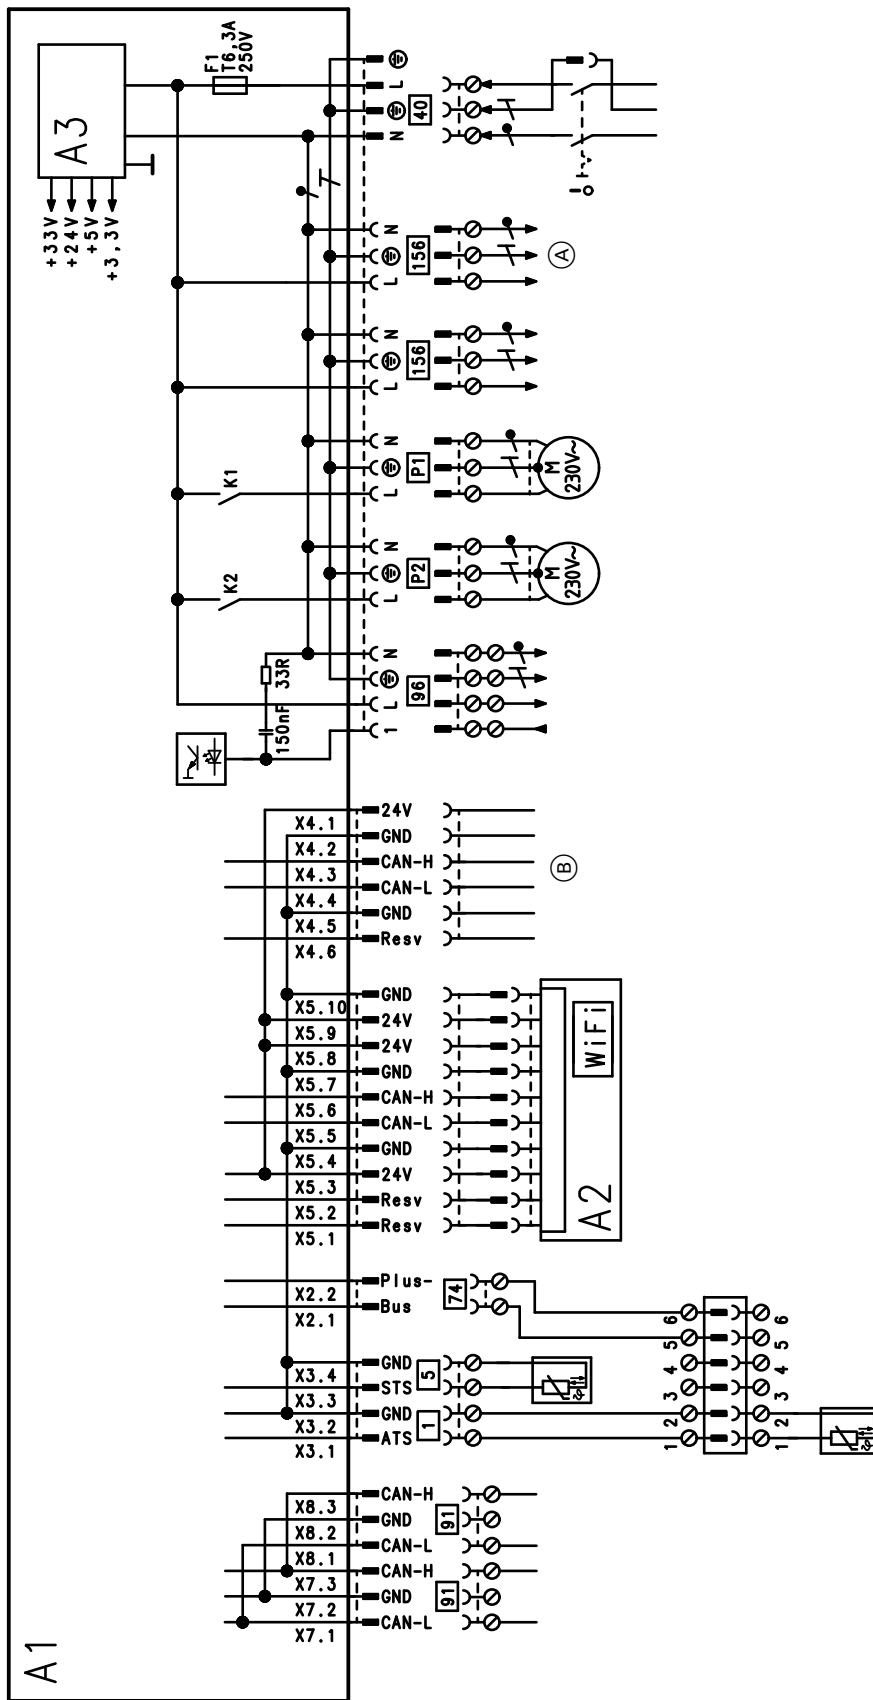 F1
T6,3A
250V
A3
+33V
+24V
+5V
+3,3V
L
40
N
N
156
L
A
N
156
L
K1
N
P1
L
M
230V~
K2
N
P2
L
M
230V~
33R
150nF
N
96
L
1
24V
X4.1
GND
X4.2
CAN-H
X4.3
CAN-L
X4.4
GND
X4.5
Resv
X4.6
B
GND
X5.10
24V
X5.9
24V
X5.8
GND
X5.7
CAN-H
X5.6
CAN-L
X5.5
GND
X5.4
24V
X5.3
Resv
X5.2
Resv
X5.1
WiFi
A2
Plus-
X2.2
Bus
X2.1
74
GND
X3.4
STS
X3.3
GND
X3.2
ATS
X3.1
5
1
6 6
5 5
4 4
3 3
2 2
1 1
CAN-H
X8.3
GND
X8.2
CAN-L
X8.1
91
CAN-H
X7.3
GND
X7.2
CAN-L
X7.1
91
A1